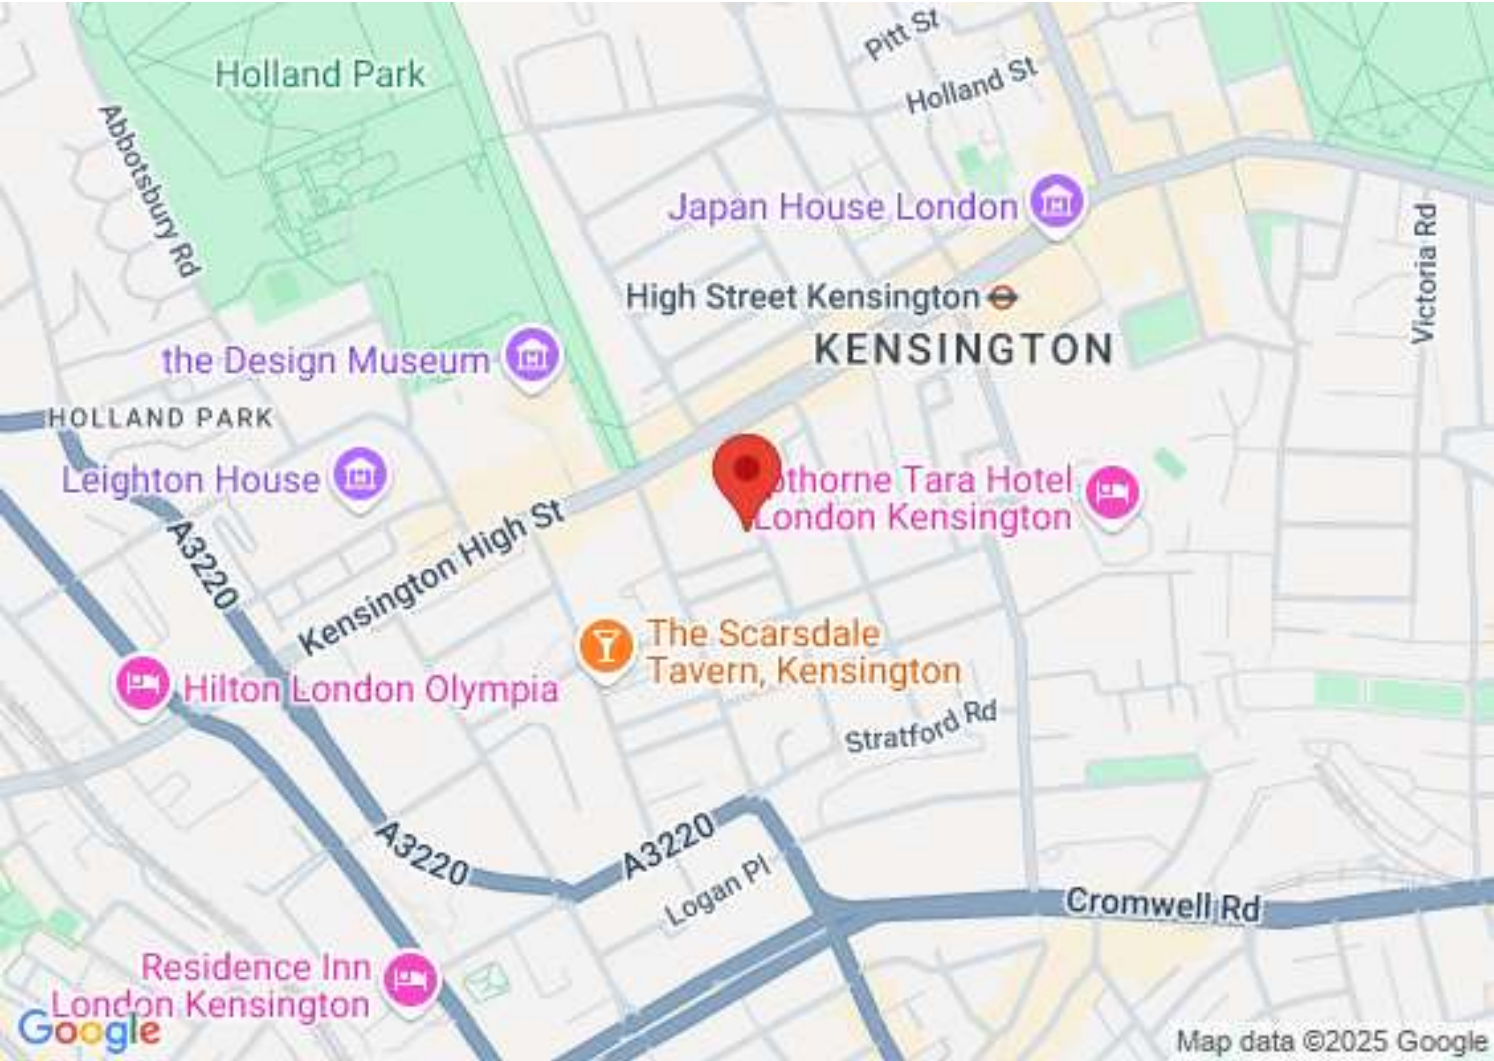 Pitt St
Holland Park
Holland St
Abbotsbury Rd
Japan House London
Victoria Rd
High Street Kensington
KENSINGTON
the Design Museum
HOLLAND PARK
Leighton House
othorne Tara Hotel
London Kensington
Kensington High St
A3220
The Scarsdale
Tavern, Kensington
Hilton London Olympia
Stratford Rd
A3220
A3220
Logan Pl
Cromwell Rd
Residence Inn
London Kensington
Google
Map data ©2025 Google